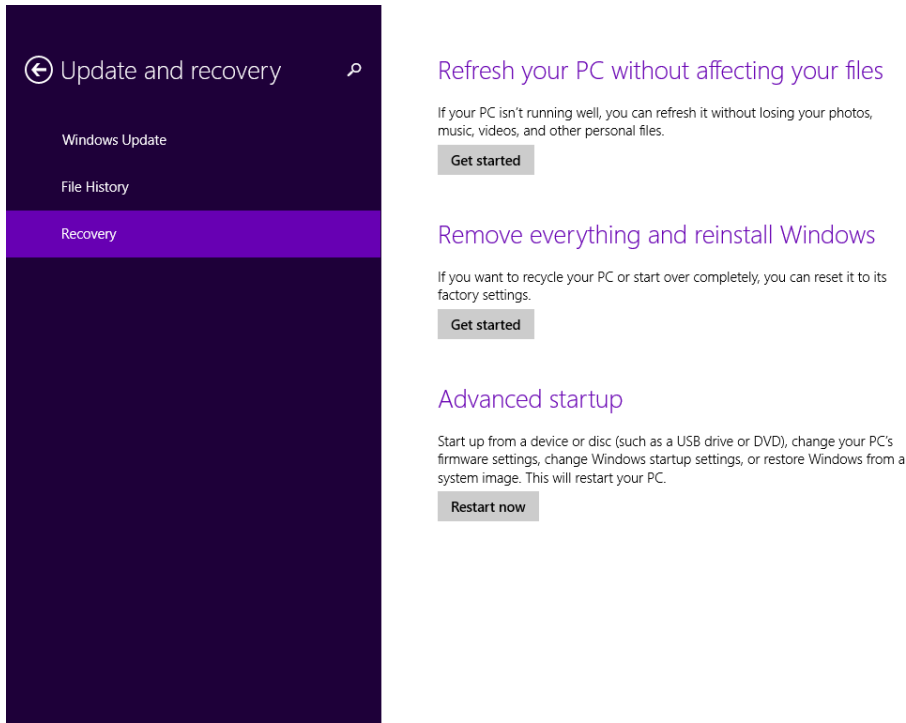 Update and recovery
Windows Update
File History
Recovery
Refresh your PC without affecting your files
If your PC isn't running well, you can refresh it without losing your photos,
music, videos, and other personal files.
Get started
Remove everything and reinstall Windows
If you want to recycle your PC or start over completely, you can reset it to its
factory settings.
Get started
Advanced startup
Start up from a device or disc (such as a USB drive or DVD), change your PC's
firmware settings, change Windows startup settings, or restore Windows from a
system image. This will restart your PC.
Restart now